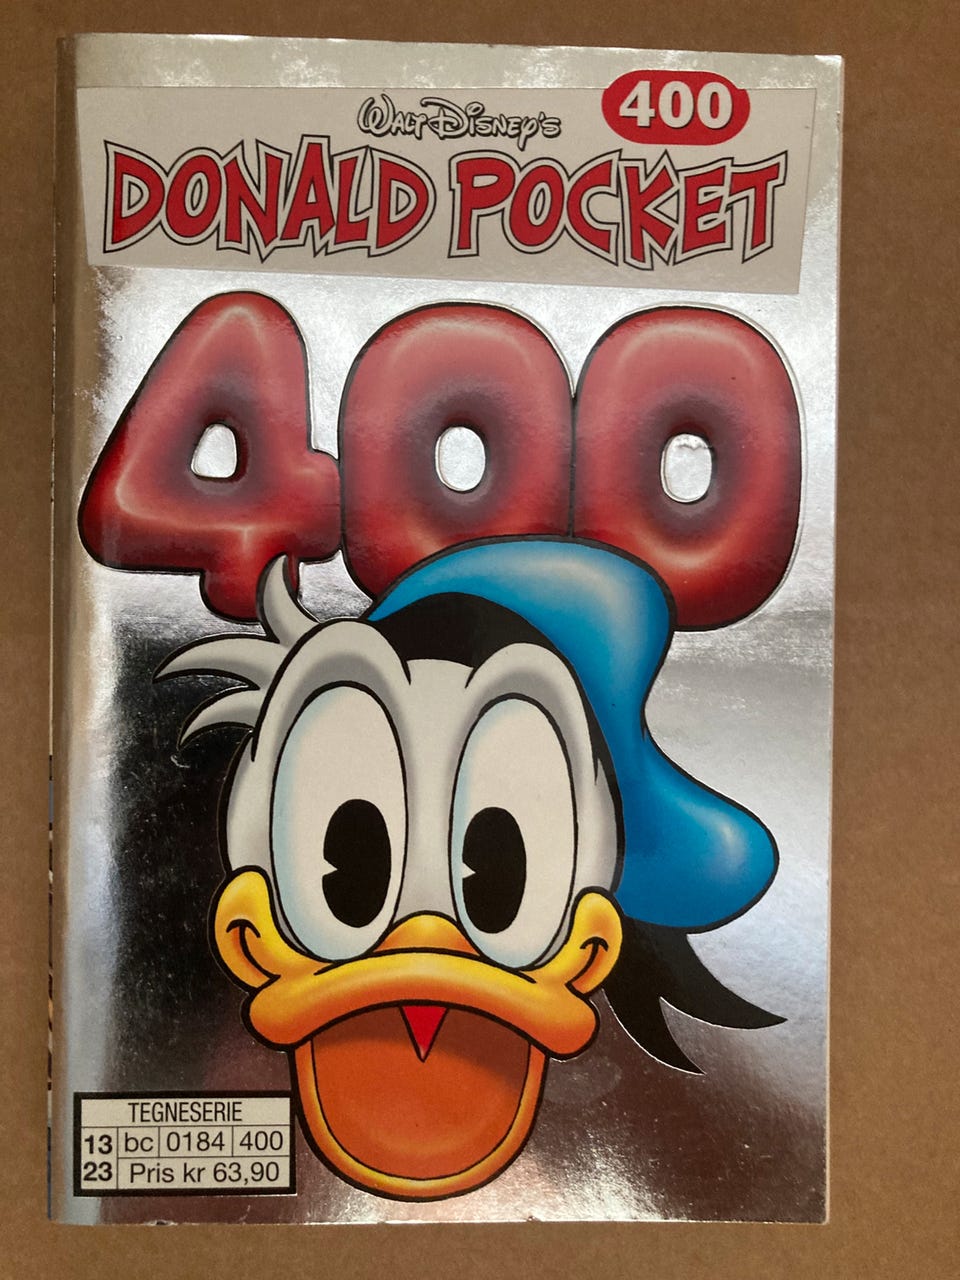 Walt Disney's
400
DONALD POCKET
400
TEGNESERIE
13 bc 0184 400
23 Pris kr 63,90